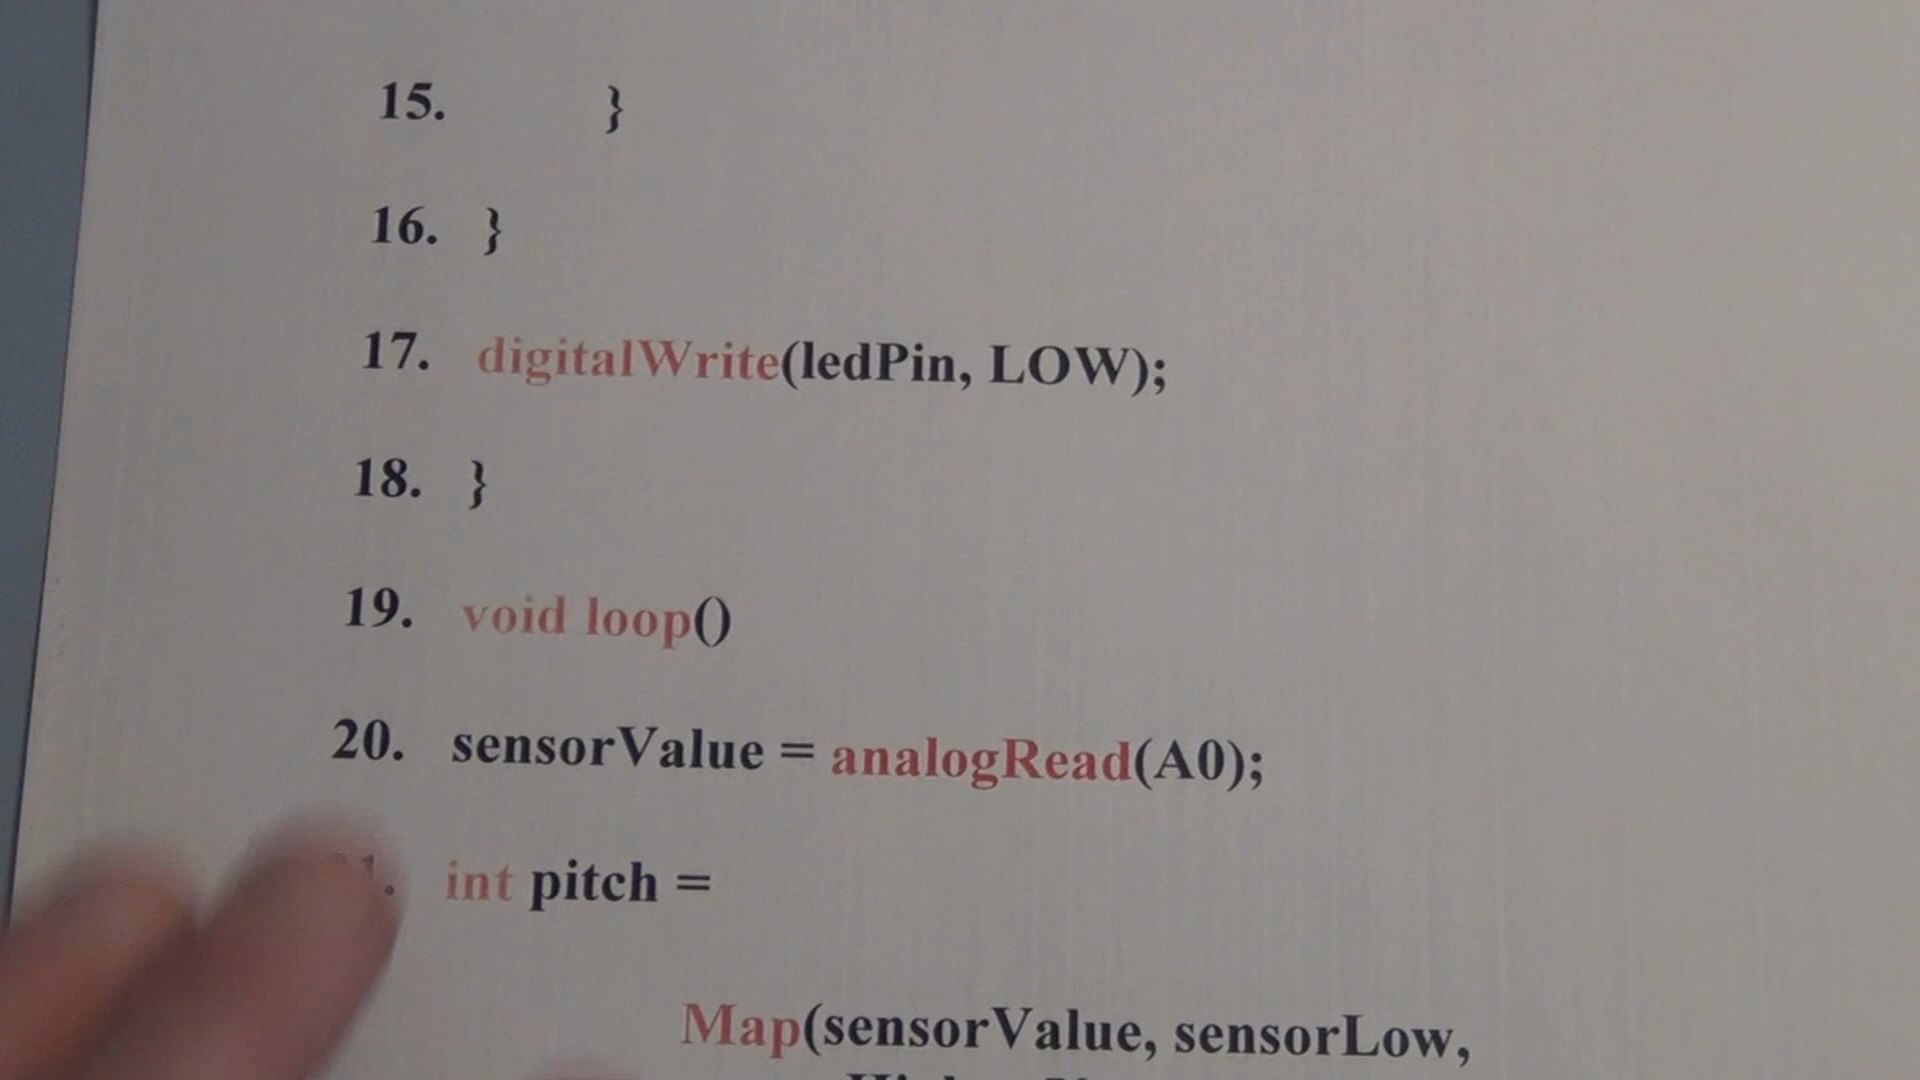 15. }
16. }
17. digitalWrite(ledPin, LOW);
18. }
19. void loop()
20. sensorValue = analogRead(A0);
int pitch =
Map(sensorValue, sensorLow,